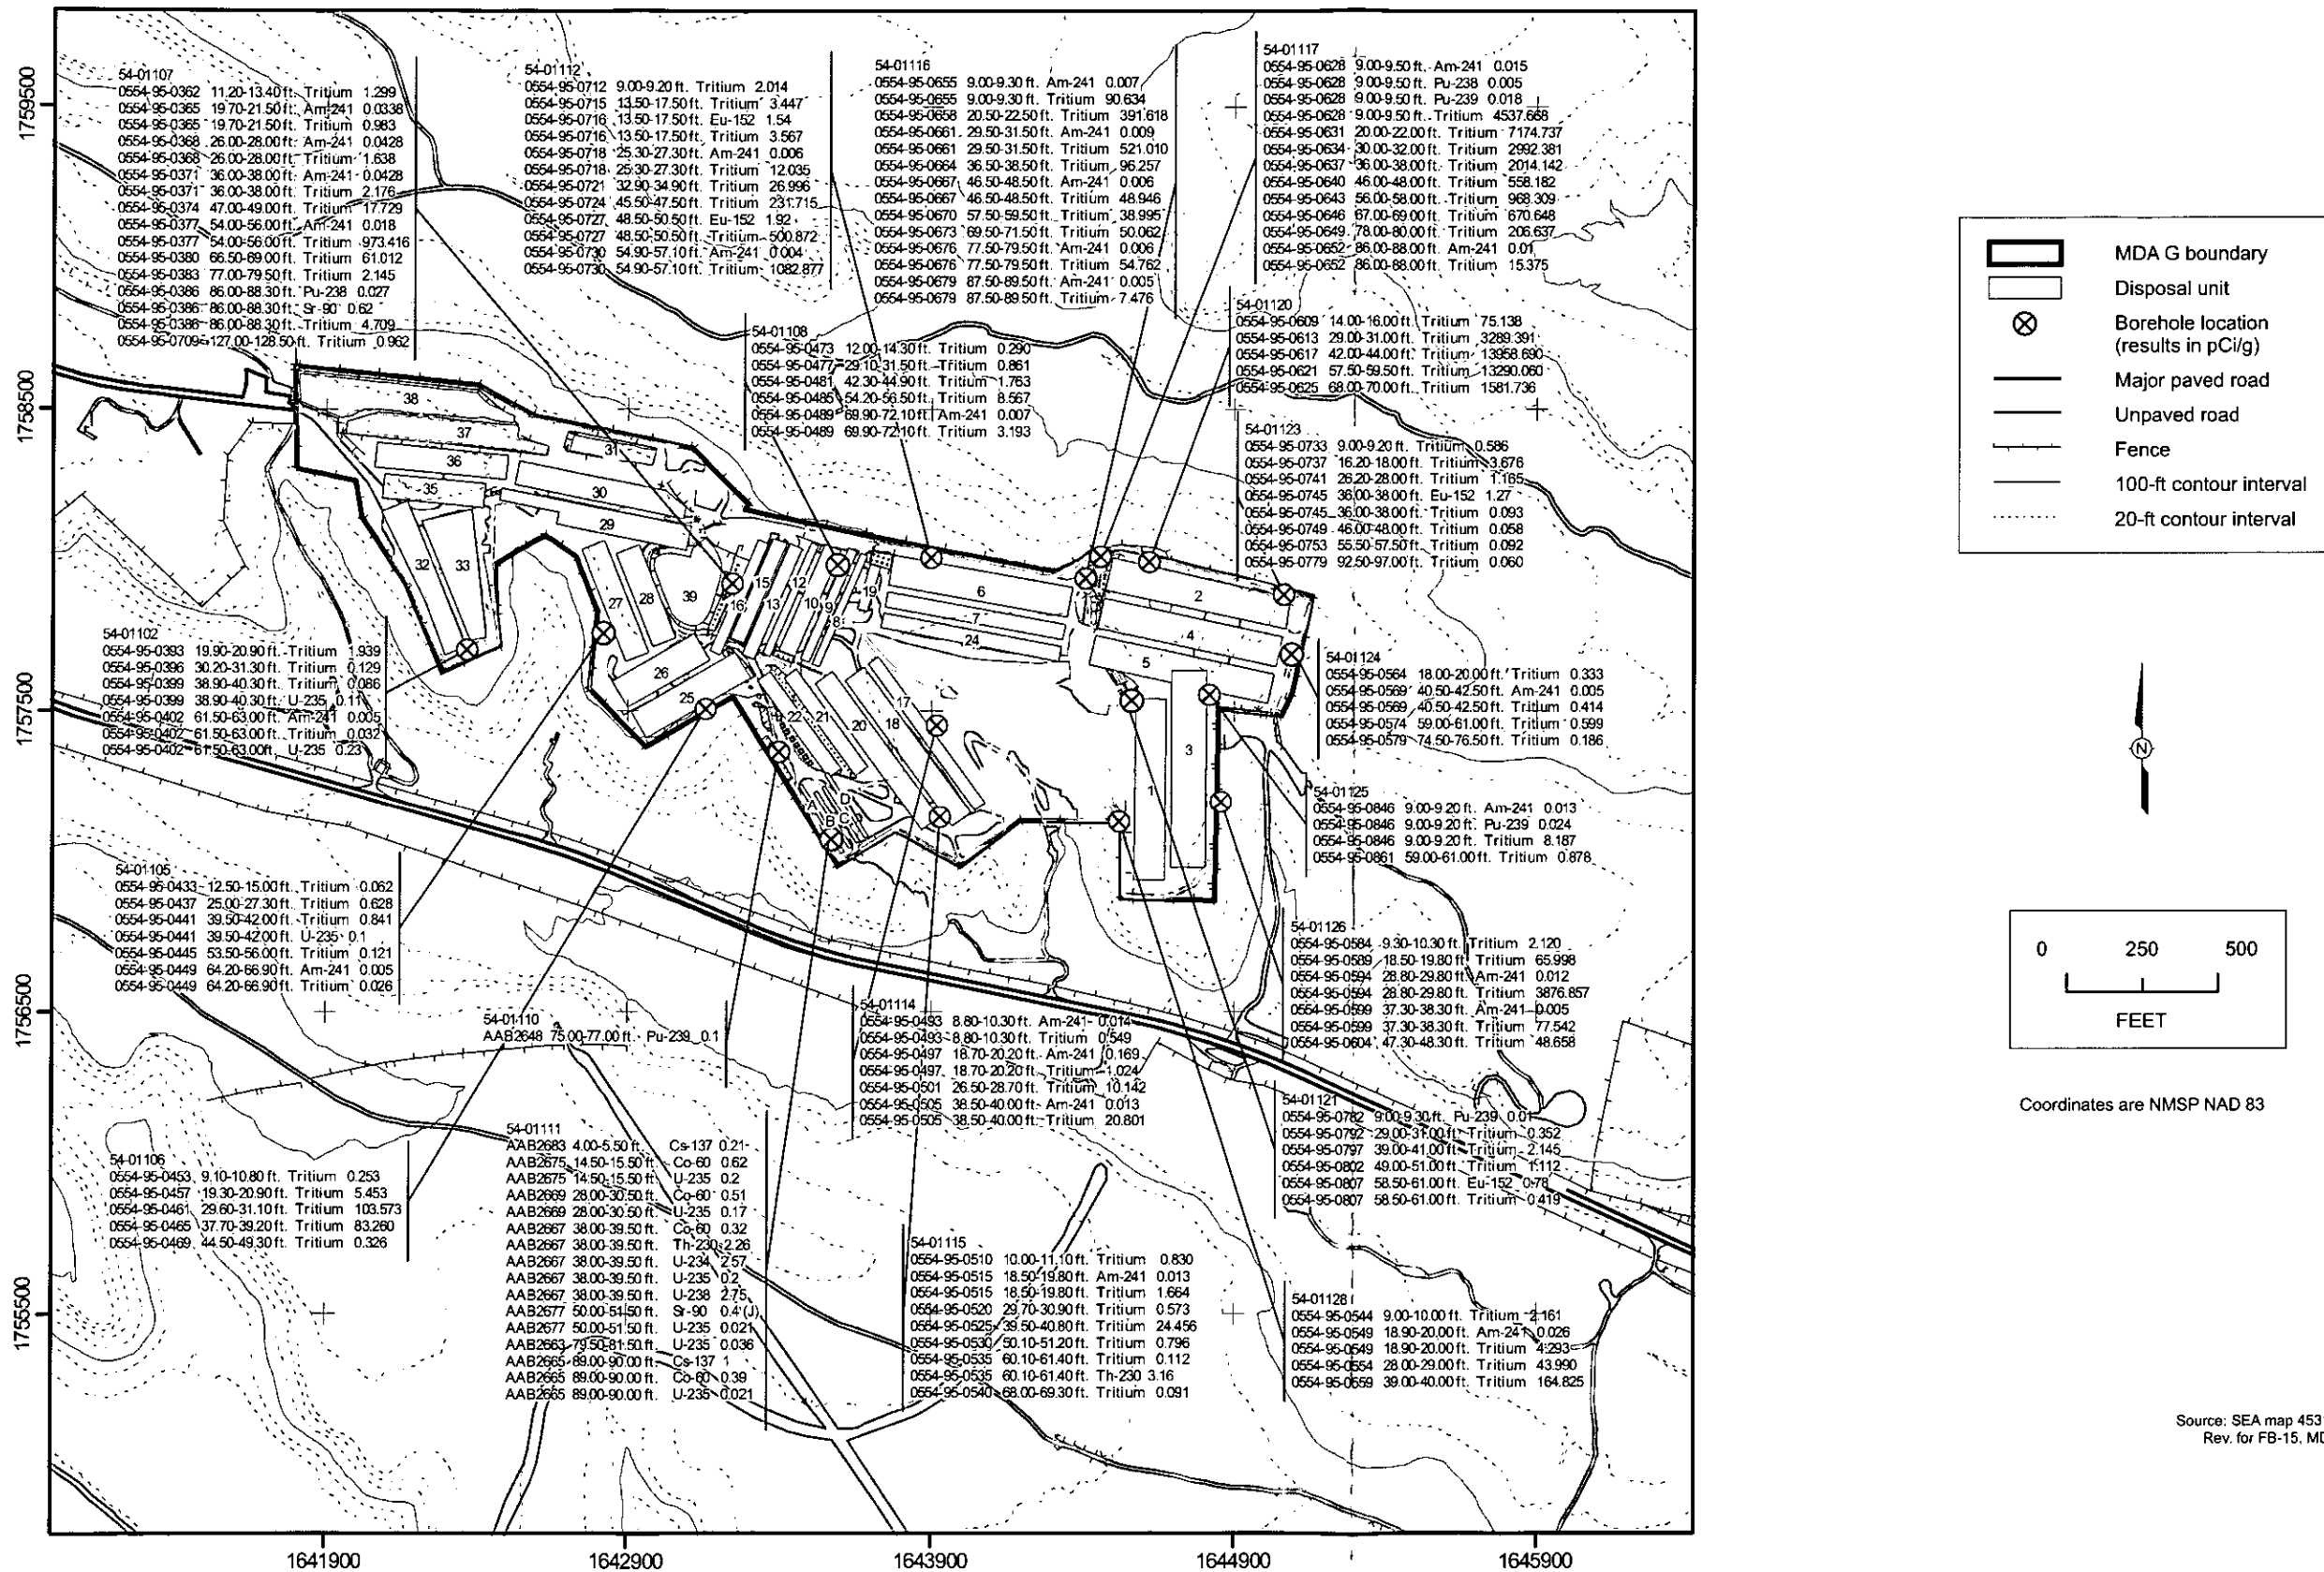 54-01107
0554-95-0362 11.20-13.40 ft. Tritium 1.299
0554-95-0365 19.70-21.50 ft. Am-241 0.0338
0554-95-0365 19.70-21.50 ft. Tritium 0.983
0554-95-0368 26.00-28.00 ft. Am-241 0.0428
0554-95-0368 26.00-28.00 ft. Tritium 1.638
0554-95-0371 36.00-38.00 ft. Am-241 0.0428
0554-95-0371 36.00-38.00 ft. Tritium 2.176
0554-95-0374 47.00-49.00 ft. Tritium 17.729
0554-95-0377 54.00-56.00 ft. Am-241 0.018
0554-95-0377 54.00-56.00 ft. Tritium 973.416
0554-95-0380 66.50-69.00 ft. Tritium 61.012
0554-95-0383 77.00-79.50 ft. Tritium 2.145
0554-95-0386 86.00-88.30 ft. Pu-238 0.027
0554-95-0386 86.00-88.30 ft. Sr-90 0.62
0554-95-0386 86.00-88.30 ft. Tritium 4.709
0554-95-0709 127.00-128.50 ft. Tritium 0.962
54-01112
0554-95-0712 9.00-9.20 ft. Tritium 2.014
0554-95-0715 13.50-17.50 ft. Tritium 3.447
0554-95-0716 13.50-17.50 ft. Eu-152 1.54
0554-95-0716 13.50-17.50 ft. Tritium 3.567
0554-95-0718 25.30-27.30 ft. Am-241 0.006
0554-95-0718 25.30-27.30 ft. Tritium 12.035
0554-95-0721 32.90-34.90 ft. Tritium 26.996
0554-95-0724 45.50-47.50 ft. Tritium 231.715
0554-95-0727 48.50-50.50 ft. Eu-152 1.92
0554-95-0727 48.50-50.50 ft. Tritium 500.872
0554-95-0730 54.90-57.10 ft. Am-241 0.004
0554-95-0730 54.90-57.10 ft. Tritium 1082.877
54-01116
0554-95-0655 9.00-9.30 ft. Am-241 0.007
0554-95-0655 9.00-9.30 ft. Tritium 90.634
0554-95-0658 20.50-22.50 ft. Tritium 391.618
0554-95-0661 29.50-31.50 ft. Am-241 0.009
0554-95-0661 29.50-31.50 ft. Tritium 521.010
0554-95-0664 36.50-38.50 ft. Tritium 96.257
0554-95-0667 46.50-48.50 ft. Am-241 0.006
0554-95-0667 46.50-48.50 ft. Tritium 48.946
0554-95-0670 57.50-59.50 ft. Tritium 38.995
0554-95-0673 69.50-71.50 ft. Tritium 50.062
0554-95-0676 77.50-79.50 ft. Am-241 0.006
0554-95-0676 77.50-79.50 ft. Tritium 54.762
0554-95-0679 87.50-89.50 ft. Am-241 0.005
0554-95-0679 87.50-89.50 ft. Tritium 7.476
54-01117
0554-95-0628 9.00-9.50 ft. Am-241 0.015
0554-95-0628 9.00-9.50 ft. Pu-238 0.005
0554-95-0628 9.00-9.50 ft. Pu-239 0.018
0554-95-0628 9.00-9.50 ft. Tritium 4537.668
0554-95-0631 20.00-22.00 ft. Tritium 7174.737
0554-95-0634 30.00-32.00 ft. Tritium 2992.381
0554-95-0637 36.00-38.00 ft. Tritium 2014.142
0554-95-0640 46.00-48.00 ft. Tritium 558.182
0554-95-0643 56.00-58.00 ft. Tritium 968.309
0554-95-0646 67.00-69.00 ft. Tritium 670.648
0554-95-0649 78.00-80.00 ft. Tritium 206.637
0554-95-0652 86.00-88.00 ft. Am-241 0.01
0554-95-0652 86.00-88.00 ft. Tritium 15.375
54-01120
0554-95-0609 14.00-16.00 ft. Tritium 75.138
0554-95-0613 29.00-31.00 ft. Tritium 3289.391
0554-95-0617 42.00-44.00 ft. Tritium 13958.690
0554-95-0621 57.50-59.50 ft. Tritium 13290.060
0554-95-0625 68.00-70.00 ft. Tritium 1581.736
54-01108
0554-95-0473 12.00-14.30 ft. Tritium 0.290
0554-95-0477 29.10-31.50 ft. Tritium 0.861
0554-95-0481 42.30-44.90 ft. Tritium 1.763
0554-95-0485 54.20-56.50 ft. Tritium 8.567
0554-95-0489 69.90-72.10 ft. Am-241 0.007
0554-95-0489 69.90-72.10 ft. Tritium 3.193
54-01123
0554-95-0733 9.00-9.20 ft. Tritium 0.586
0554-95-0737 16.20-18.00 ft. Tritium 3.676
0554-95-0741 26.20-28.00 ft. Tritium 1.165
0554-95-0745 36.00-38.00 ft. Eu-152 1.27
0554-95-0745 36.00-38.00 ft. Tritium 0.093
0554-95-0749 46.00-48.00 ft. Tritium 0.058
0554-95-0753 55.50-57.50 ft. Tritium 0.092
0554-95-0779 92.50-97.00 ft. Tritium 0.060
54-01102
0554-95-0393 19.90-20.90 ft. Tritium 1.939
0554-95-0396 30.20-31.30 ft. Tritium 0.129
0554-95-0399 38.90-40.30 ft. Tritium 0.086
0554-95-0399 38.90-40.30 ft. U-235 0.11
0554-95-0402 61.50-63.00 ft. Am-241 0.005
0554-95-0402 61.50-63.00 ft. Tritium 0.032
0554-95-0402 61.50-63.00 ft. U-235 0.23
54-01124
0554-95-0564 18.00-20.00 ft. Tritium 0.333
0554-95-0569 40.50-42.50 ft. Am-241 0.005
0554-95-0569 40.50-42.50 ft. Tritium 0.414
0554-95-0574 59.00-61.00 ft. Tritium 0.599
0554-95-0579 74.50-76.50 ft. Tritium 0.186
54-01125
0554-95-0846 9.00-9.20 ft. Am-241 0.013
0554-95-0846 9.00-9.20 ft. Pu-239 0.024
0554-95-0846 9.00-9.20 ft. Tritium 8.187
0554-95-0861 59.00-61.00 ft. Tritium 0.878
54-01105
0554-95-0433 12.50-15.00 ft. Tritium 0.062
0554-95-0437 25.00-27.30 ft. Tritium 0.628
0554-95-0441 39.50-42.00 ft. Tritium 0.841
0554-95-0441 39.50-42.00 ft. U-235 0.1
0554-95-0445 53.50-56.00 ft. Tritium 0.121
0554-95-0449 64.20-66.90 ft. Am-241 0.005
0554-95-0449 64.20-66.90 ft. Tritium 0.026
54-01126
0554-95-0584 9.30-10.30 ft. Tritium 2.120
0554-95-0589 18.50-19.80 ft. Tritium 65.998
0554-95-0594 28.80-29.80 ft. Am-241 0.012
0554-95-0594 28.80-29.80 ft. Tritium 3876.857
0554-95-0599 37.30-38.30 ft. Am-241 0.005
0554-95-0599 37.30-38.30 ft. Tritium 77.542
0554-95-0604 47.30-48.30 ft. Tritium 48.658
54-01110
AAB2648 75.00-77.00 ft. Pu-239 0.1
54-01114
0554-95-0493 8.80-10.30 ft. Am-241 0.014
0554-95-0493 8.80-10.30 ft. Tritium 0.549
0554-95-0497 18.70-20.20 ft. Am-241 0.169
0554-95-0497 18.70-20.20 ft. Tritium 1.024
0554-95-0501 26.50-28.70 ft. Tritium 10.142
0554-95-0505 38.50-40.00 ft. Am-241 0.013
0554-95-0505 38.50-40.00 ft. Tritium 20.801
54-01121
0554-95-0782 9.00-9.30 ft. Pu-239 0.01
0554-95-0792 29.00-31.00 ft. Tritium 0.352
0554-95-0797 39.00-41.00 ft. Tritium 2.145
0554-95-0802 49.00-51.00 ft. Tritium 1.112
0554-95-0807 58.50-61.00 ft. Eu-152 0.78
0554-95-0807 58.50-61.00 ft. Tritium 0.419
54-01106
0554-95-0453 9.10-10.80 ft. Tritium 0.253
0554-95-0457 19.30-20.90 ft. Tritium 5.453
0554-95-0461 29.60-31.10 ft. Tritium 103.573
0554-95-0465 37.70-39.20 ft. Tritium 83.260
0554-95-0469 44.50-49.30 ft. Tritium 0.326
54-01111
AAB2683 4.00-5.50 ft. Cs-137 0.21
AAB2675 14.50-15.50 ft. Co-60 0.62
AAB2675 14.50-15.50 ft. U-235 0.2
AAB2669 28.00-30.50 ft. Co-60 0.51
AAB2669 28.00-30.50 ft. U-235 0.17
AAB2667 38.00-39.50 ft. Co-60 0.32
AAB2667 38.00-39.50 ft. Th-230 2.26
AAB2667 38.00-39.50 ft. U-234 2.57
AAB2667 38.00-39.50 ft. U-235 0.2
AAB2667 38.00-39.50 ft. U-238 2.75
AAB2677 50.00-51.50 ft. Sr-90 0.4 (J)
AAB2677 50.00-51.50 ft. U-235 0.021
AAB2663 79.50-81.50 ft. U-235 0.036
AAB2665 89.00-90.00 ft. Cs-137 1
AAB2665 89.00-90.00 ft. Co-60 0.39
AAB2665 89.00-90.00 ft. U-235 0.021
54-01115
0554-95-0510 10.00-11.10 ft. Tritium 0.830
0554-95-0515 18.50-19.80 ft. Am-241 0.013
0554-95-0515 18.50-19.80 ft. Tritium 1.664
0554-95-0520 29.70-30.90 ft. Tritium 0.573
0554-95-0525 39.50-40.80 ft. Tritium 24.456
0554-95-0530 50.10-51.20 ft. Tritium 0.796
0554-95-0535 60.10-61.40 ft. Tritium 0.112
0554-95-0535 60.10-61.40 ft. Th-230 3.16
0554-95-0540 68.00-69.30 ft. Tritium 0.091
54-01128
0554-95-0544 9.00-10.00 ft. Tritium 2.161
0554-95-0549 18.90-20.00 ft. Am-241 0.026
0554-95-0549 18.90-20.00 ft. Tritium 4.293
0554-95-0554 28.00-29.00 ft. Tritium 43.990
0554-95-0559 39.00-40.00 ft. Tritium 164.825
38
37
36
35
31
30
29
32
33
27
28
39
16
15
13
12
10
9
8
19
6
7
24
2
4
5
3
1
26
25
22
21
20
17
18
A
B
C
D
1759500
1758500
1757500
1756500
1755500
1641900
1642900
1643900
1644900
1645900
MDA G boundary
Disposal unit
Borehole location
(results in pCi/g)
Major paved road
Unpaved road
Fence
100-ft contour interval
20-ft contour interval
N
0 250 500
FEET
Coordinates are NMSP NAD 83
Source: SEA map 453
Rev. for FB-15, MD